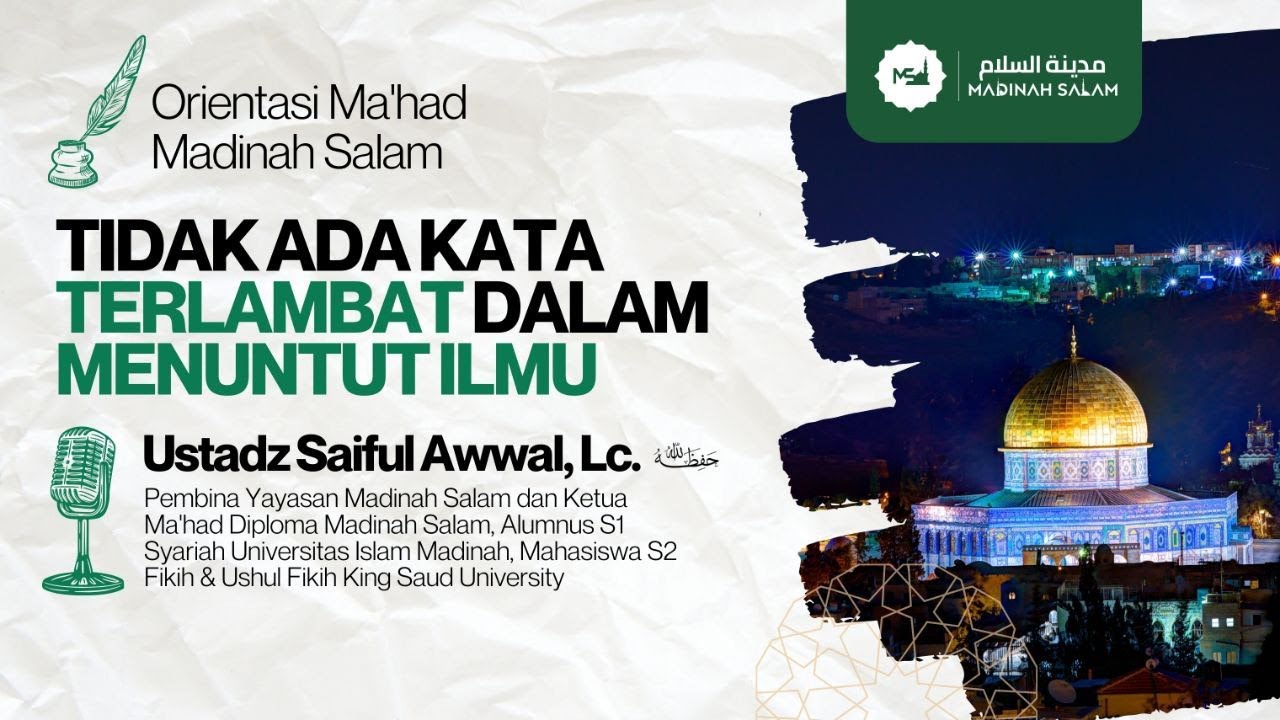 Orientasi Ma'had
Madinah Salam
مدينة السلام
MADINAH SALAM
MS
TIDAK ADA KATA
TERLAMBAT DALAM
MENUNTUT ILMU
Ustadz Saiful Awwal, Lc. حَفِظَهُ اللهُ
Pembina Yayasan Madinah Salam dan Ketua
Ma'had Diploma Madinah Salam, Alumnus S1
Syariah Universitas Islam Madinah, Mahasiswa S2
Fikih & Ushul Fikih King Saud University